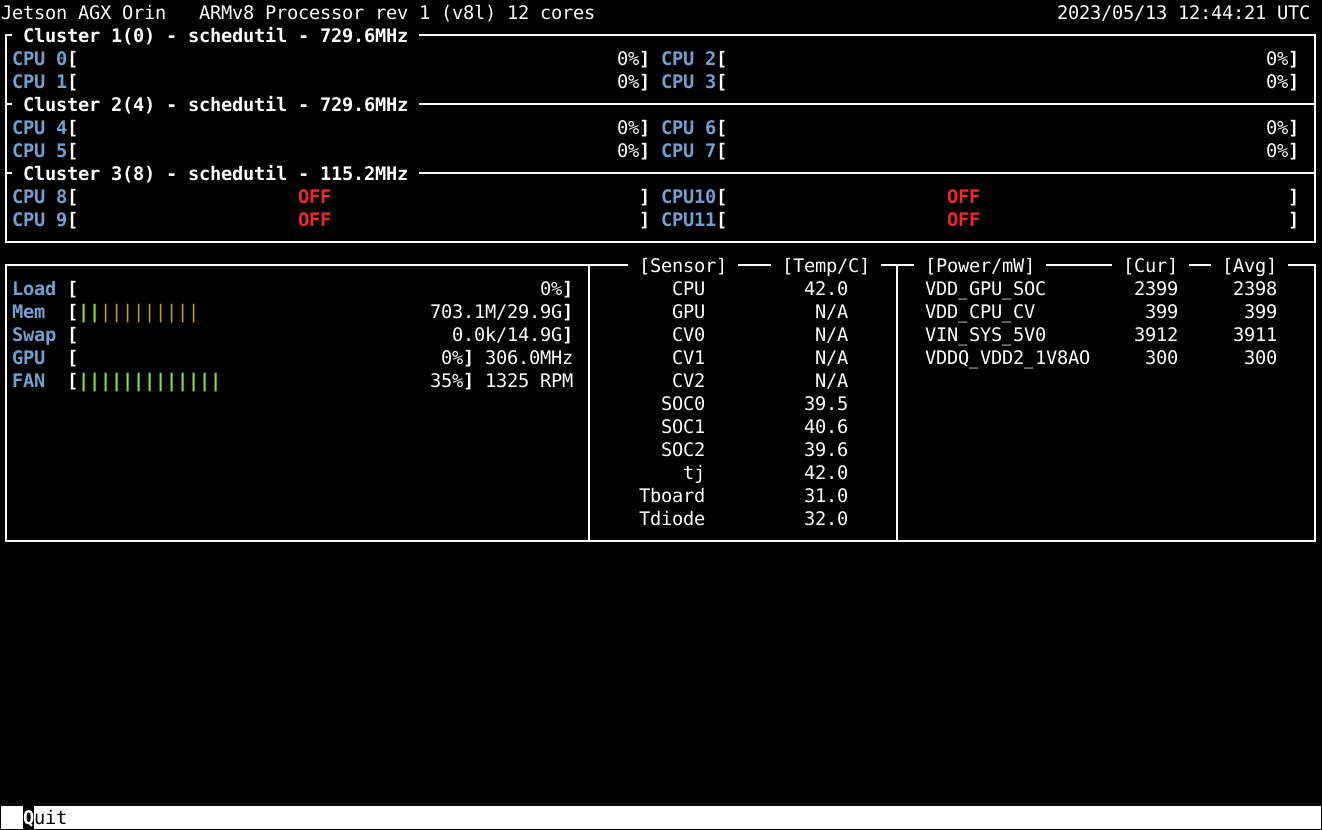 Jetson AGX Orin   ARMv8 Processor rev 1 (v8l) 12 cores   2023/05/13 12:44:21 UTC
Cluster 1(0) - schedutil - 729.6MHz
CPU 0[ 0%] CPU 2[ 0%]
CPU 1[ 0%] CPU 3[ 0%]
Cluster 2(4) - schedutil - 729.6MHz
CPU 4[ 0%] CPU 6[ 0%]
CPU 5[ 0%] CPU 7[ 0%]
Cluster 3(8) - schedutil - 115.2MHz
CPU 8[ OFF ] CPU10[ OFF ]
CPU 9[ OFF ] CPU11[ OFF ]
[Sensor] [Temp/C] [Power/mW] [Cur] [Avg]
Load [ 0%] CPU 42.0 VDD_GPU_SOC 2399 2398
Mem [||||||||||| 703.1M/29.9G] GPU N/A VDD_CPU_CV 399 399
Swap [ 0.0k/14.9G] CV0 N/A VIN_SYS_5V0 3912 3911
GPU [ 0%] 306.0MHz CV1 N/A VDDQ_VDD2_1V8AO 300 300
FAN [||||||||||||| 35%] 1325 RPM CV2 N/A
SOC0 39.5
SOC1 40.6
SOC2 39.6
tj 42.0
Tboard 31.0
Tdiode 32.0
Quit